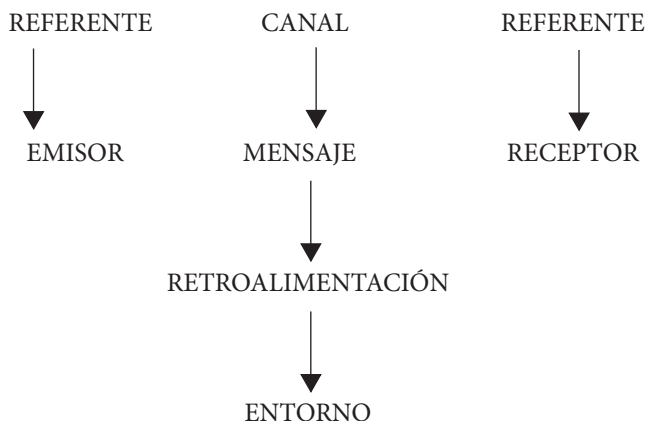 REFERENTE CANAL REFERENTE
EMISOR MENSAJE RECEPTOR
RETROALIMENTACIÓN
ENTORNO